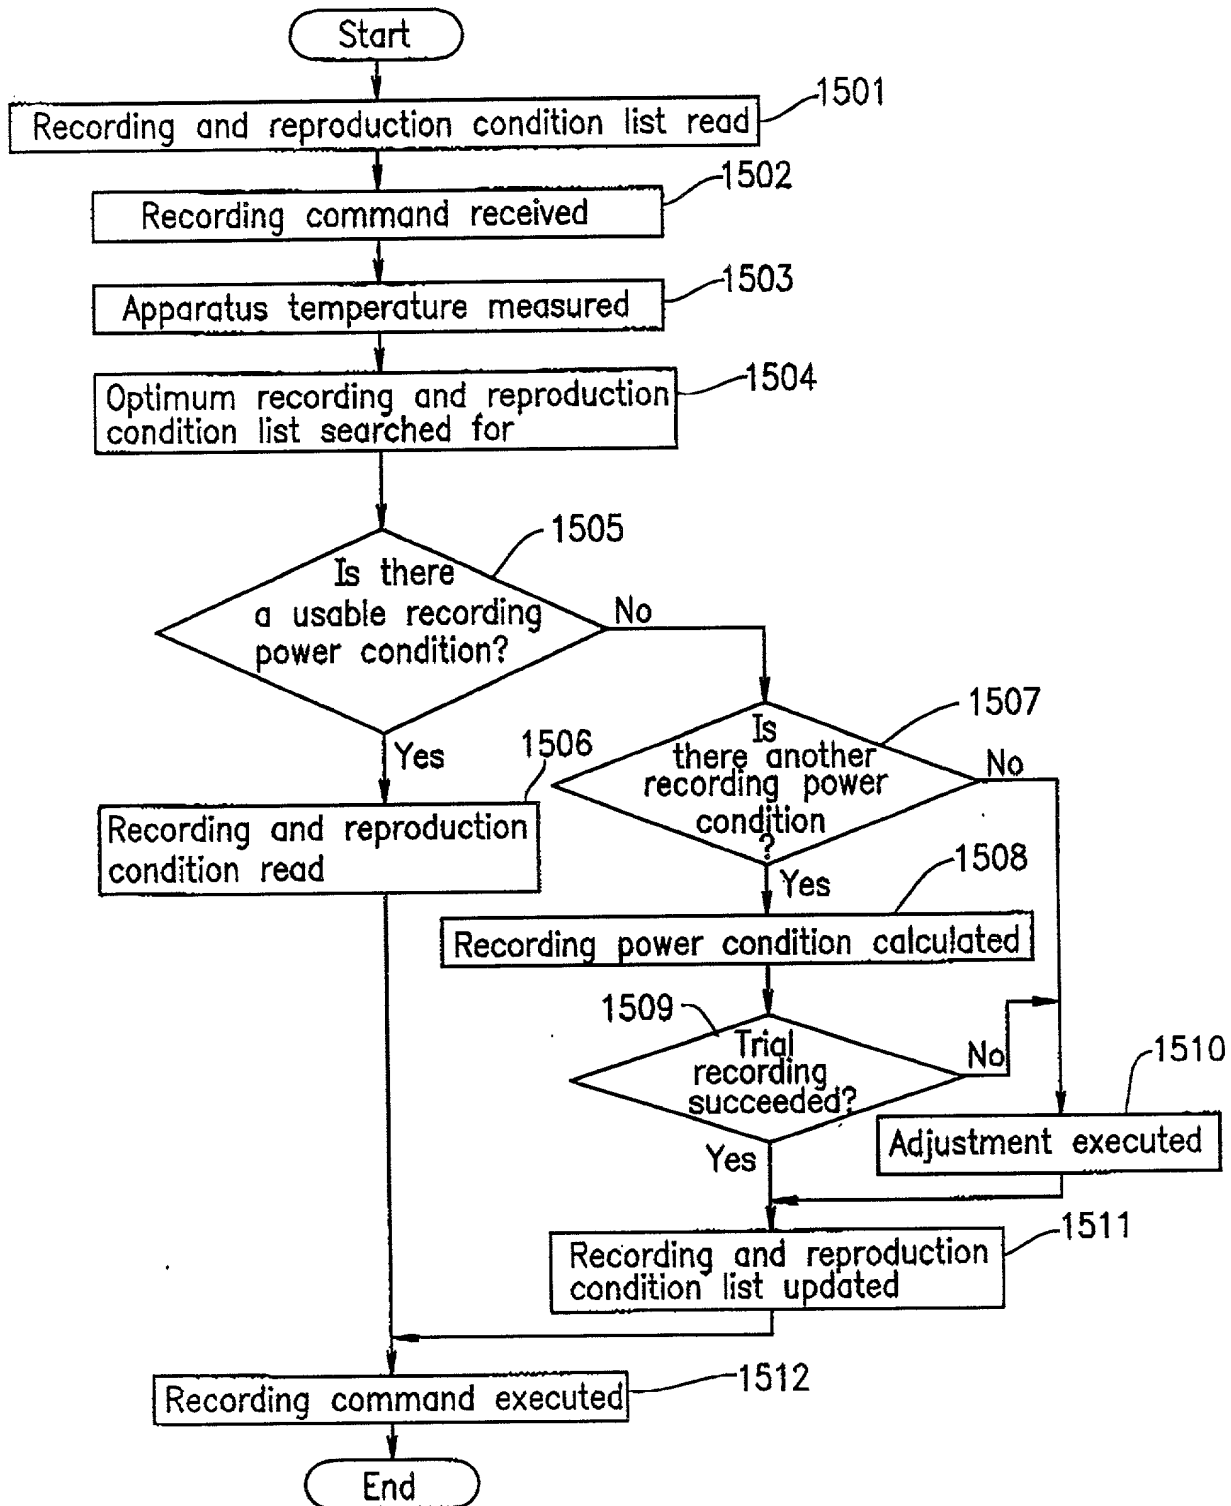 Start
1501
Recording and reproduction condition list read
1502
Recording command received
1503
Apparatus temperature measured
1504
Optimum recording and reproduction
condition list searched for
1505
Is there
a usable recording
power condition?
No
Yes
1506
Recording and reproduction
condition read
1507
Is
there another
recording power
condition
?
No
Yes
1508
Recording power condition calculated
1509
Trial
recording
succeeded?
No
Yes
1510
Adjustment executed
1511
Recording and reproduction
condition list updated
1512
Recording command executed
End